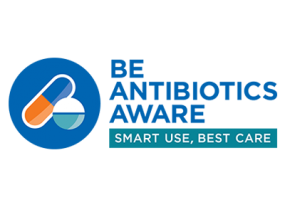 BE
ANTIBIOTICS
AWARE
SMART USE, BEST CARE